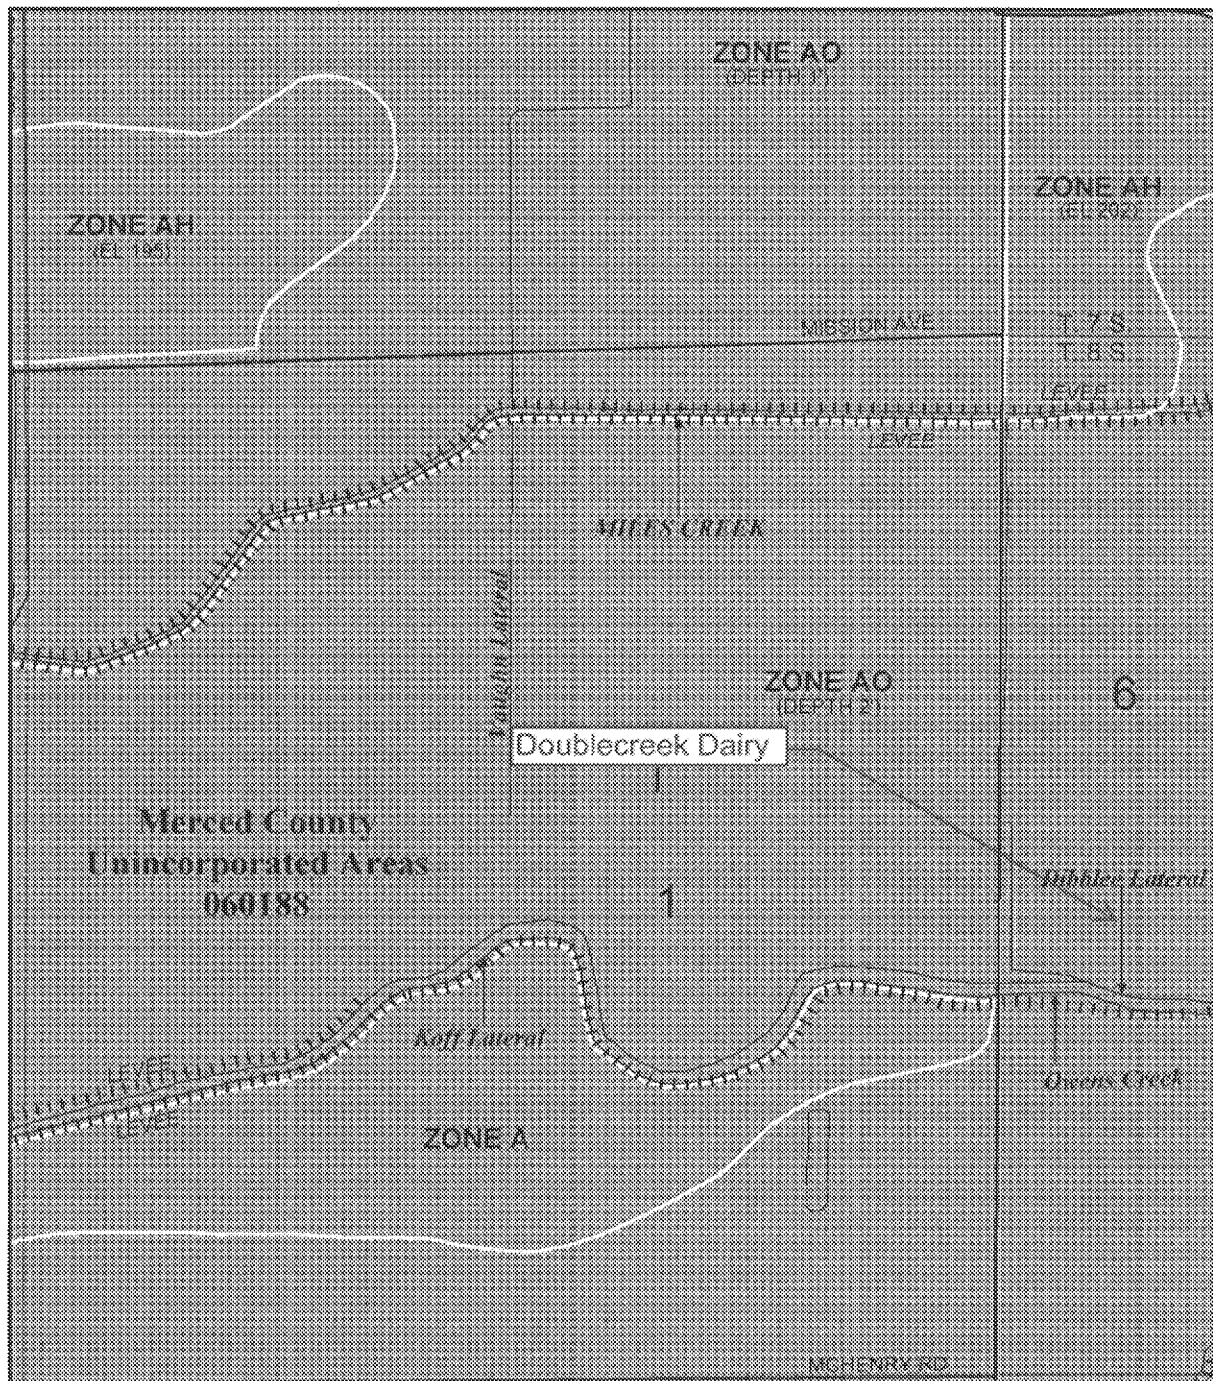 ZONE AO
(DEPTH 1')
ZONE AH
(EL 202)
ZONE AH
(EL 195)
MISSION AVE
T. 7 S.
T. 8 S.
LEVEE
LEVEE
MILES CREEK
Vaughn Lateral
ZONE AO
(DEPTH 2')
6
Doublecreek Dairy
Merced County
Unincorporated Areas
060188
1
Dibblee Lateral
Koff Lateral
LEVEE
LEVEE
Owens Creek
ZONE A
MCHENRY RD